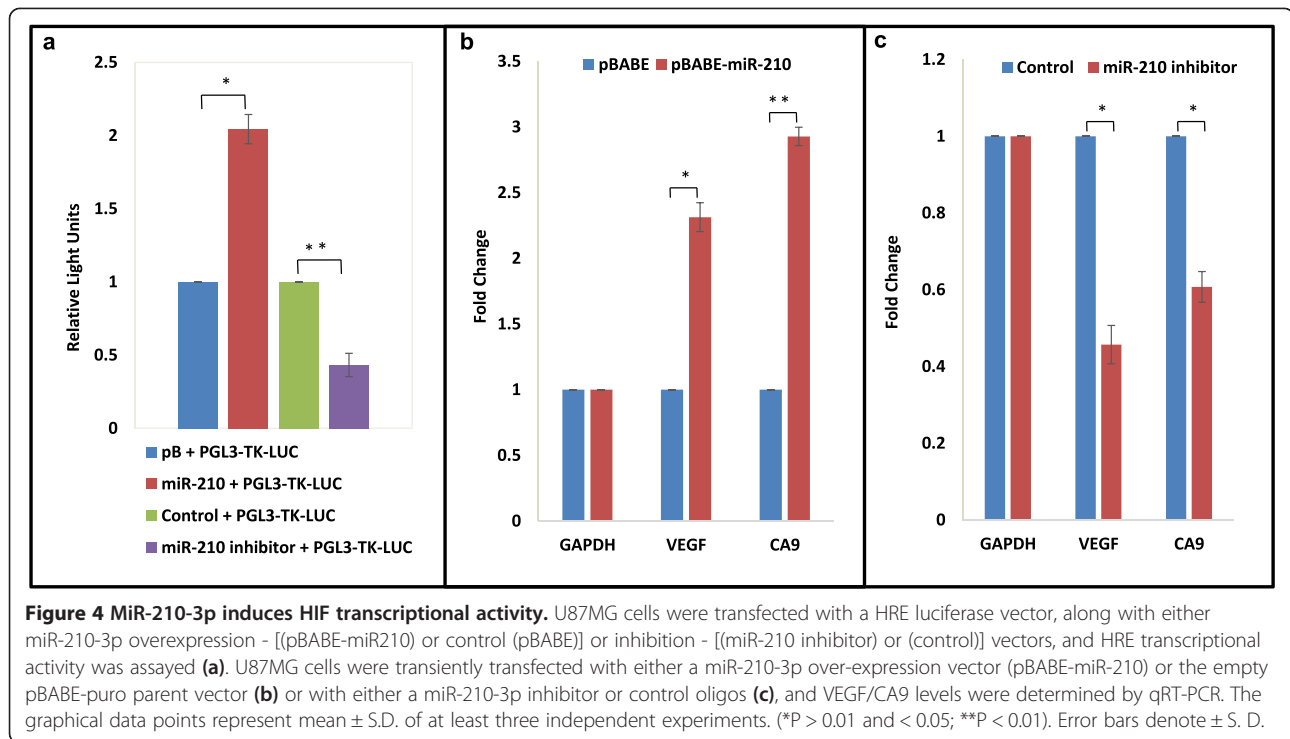 a
2.5
2
1.5
1
0.5
0
Relative Light Units
*
* *
pB + PGL3-TK-LUC
miR-210 + PGL3-TK-LUC
Control + PGL3-TK-LUC
miR-210 inhibitor + PGL3-TK-LUC
b
pBABE pBABE-miR-210
3.5
3
2.5
2
1.5
1
0.5
0
Fold Change
*
* *
GAPDH VEGF CA9
c
Control miR-210 inhibitor
1.2
1
0.8
0.6
0.4
0.2
0
Fold Change
*
*
GAPDH VEGF CA9
Figure 4 MiR-210-3p induces HIF transcriptional activity. U87MG cells were transfected with a HRE luciferase vector, along with either
miR-210-3p overexpression - [(pBABE-miR210) or control (pBABE)] or inhibition - [(miR-210 inhibitor) or (control)] vectors, and HRE transcriptional
activity was assayed (a). U87MG cells were transiently transfected with either a miR-210-3p over-expression vector (pBABE-miR-210) or the empty
pBABE-puro parent vector (b) or with either a miR-210-3p inhibitor or control oligos (c), and VEGF/CA9 levels were determined by qRT-PCR. The
graphical data points represent mean ± S.D. of at least three independent experiments. (*P > 0.01 and < 0.05; **P < 0.01). Error bars denote ± S. D.